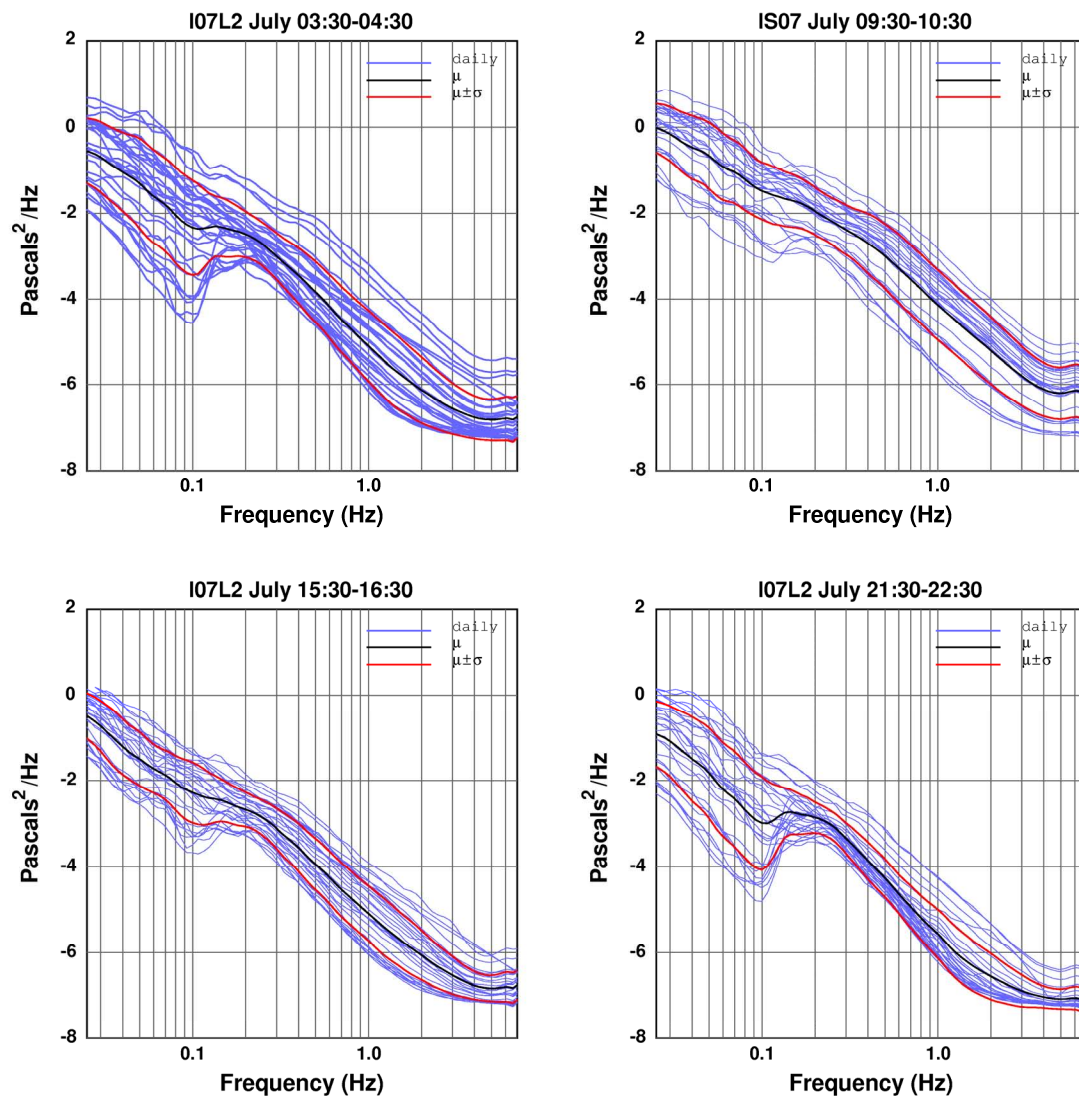 I07L2 July 03:30-04:30
2
0
-2
-4
-6
-8
Pascals²/Hz
daily
μ
μ±σ
0.1 1.0
Frequency (Hz)
IS07 July 09:30-10:30
2
0
-2
-4
-6
-8
Pascals²/Hz
daily
μ
μ±σ
0.1 1.0
Frequency (Hz)
I07L2 July 15:30-16:30
2
0
-2
-4
-6
-8
Pascals²/Hz
daily
μ
μ±σ
0.1 1.0
Frequency (Hz)
I07L2 July 21:30-22:30
2
0
-2
-4
-6
-8
Pascals²/Hz
daily
μ
μ±σ
0.1 1.0
Frequency (Hz)